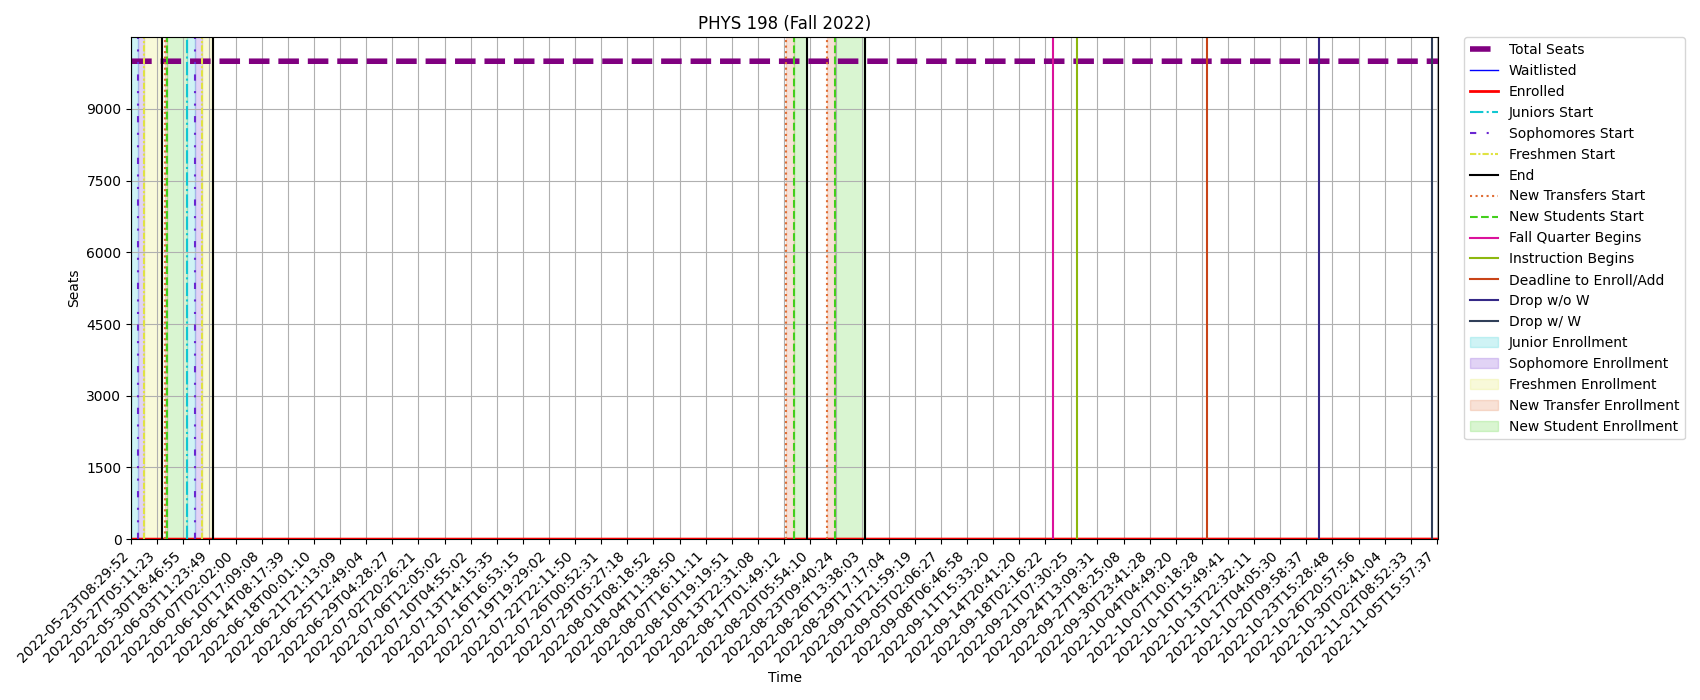 PHYS 198 (Fall 2022)
Seats
9000
7500
6000
4500
3000
1500
0
2022-05-23T08:29:52
2022-05-27T05:11:23
2022-05-30T18:46:55
2022-06-03T11:23:49
2022-06-07T02:02:00
2022-06-10T17:09:08
2022-06-14T08:17:39
2022-06-18T00:01:10
2022-06-21T21:13:09
2022-06-25T12:49:04
2022-06-29T04:28:27
2022-07-02T20:26:21
2022-07-06T12:05:02
2022-07-10T04:55:02
2022-07-13T14:15:35
2022-07-16T16:53:15
2022-07-19T19:29:02
2022-07-22T22:11:50
2022-07-26T00:52:31
2022-07-29T05:27:18
2022-08-01T08:18:52
2022-08-04T11:38:50
2022-08-07T16:11:11
2022-08-10T19:19:51
2022-08-13T22:31:08
2022-08-17T01:49:12
2022-08-20T05:54:10
2022-08-23T09:40:24
2022-08-26T13:38:03
2022-08-29T17:17:04
2022-09-01T21:59:19
2022-09-05T02:06:27
2022-09-08T06:46:58
2022-09-11T15:33:20
2022-09-14T20:41:20
2022-09-18T02:16:22
2022-09-21T07:30:25
2022-09-24T13:09:31
2022-09-27T18:25:08
2022-09-30T23:41:28
2022-10-04T04:49:20
2022-10-07T10:18:28
2022-10-10T15:49:41
2022-10-13T22:32:11
2022-10-17T04:05:30
2022-10-20T09:58:37
2022-10-23T15:28:48
2022-10-26T20:57:56
2022-10-30T02:41:04
2022-11-02T08:52:33
2022-11-05T15:57:37
Time
Total Seats
Waitlisted
Enrolled
Juniors Start
Sophomores Start
Freshmen Start
End
New Transfers Start
New Students Start
Fall Quarter Begins
Instruction Begins
Deadline to Enroll/Add
Drop w/o W
Drop w/ W
Junior Enrollment
Sophomore Enrollment
Freshmen Enrollment
New Transfer Enrollment
New Student Enrollment